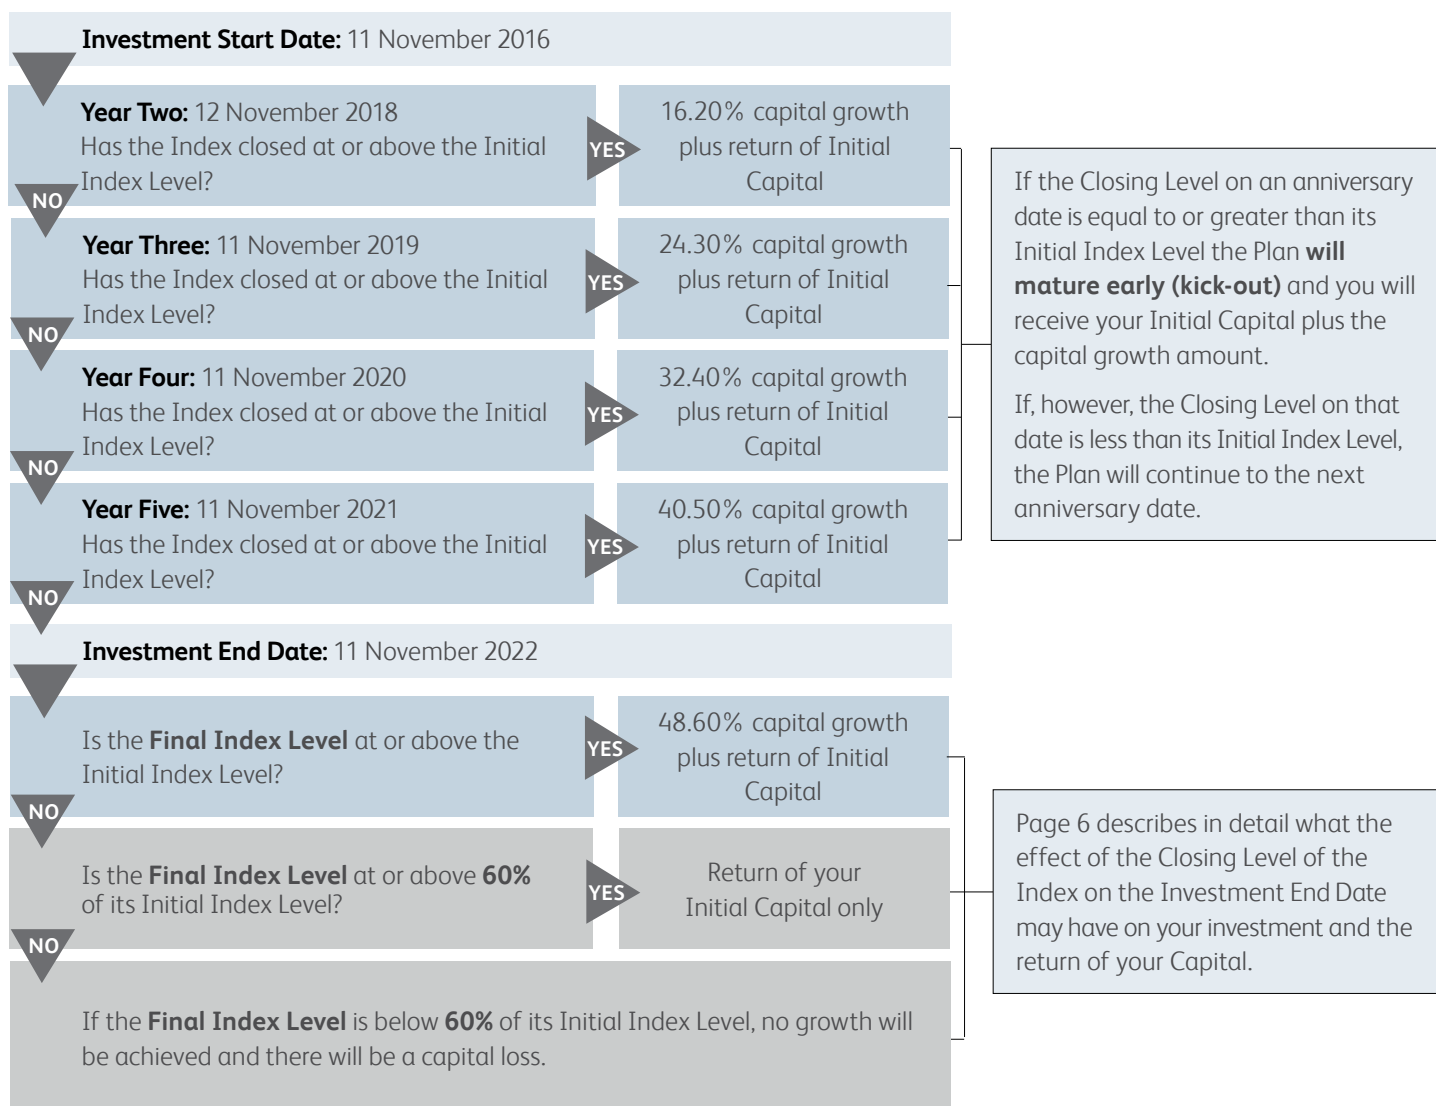 Investment Start Date: 11 November 2016
Year Two: 12 November 2018
Has the Index closed at or above the Initial
Index Level?
YES
16.20% capital growth
plus return of Initial
Capital
NO
Year Three: 11 November 2019
Has the Index closed at or above the Initial
Index Level?
YES
24.30% capital growth
plus return of Initial
Capital
NO
Year Four: 11 November 2020
Has the Index closed at or above the Initial
Index Level?
YES
32.40% capital growth
plus return of Initial
Capital
NO
Year Five: 11 November 2021
Has the Index closed at or above the Initial
Index Level?
YES
40.50% capital growth
plus return of Initial
Capital
NO
If the Closing Level on an anniversary
date is equal to or greater than its
Initial Index Level the Plan will
mature early (kick-out) and you will
receive your Initial Capital plus the
capital growth amount.
If, however, the Closing Level on that
date is less than its Initial Index Level,
the Plan will continue to the next
anniversary date.
Investment End Date: 11 November 2022
Is the Final Index Level at or above the
Initial Index Level?
YES
48.60% capital growth
plus return of Initial
Capital
NO
Is the Final Index Level at or above 60%
of its Initial Index Level?
YES
Return of your
Initial Capital only
NO
If the Final Index Level is below 60% of its Initial Index Level, no growth will
be achieved and there will be a capital loss.
Page 6 describes in detail what the
effect of the Closing Level of the
Index on the Investment End Date
may have on your investment and the
return of your Capital.